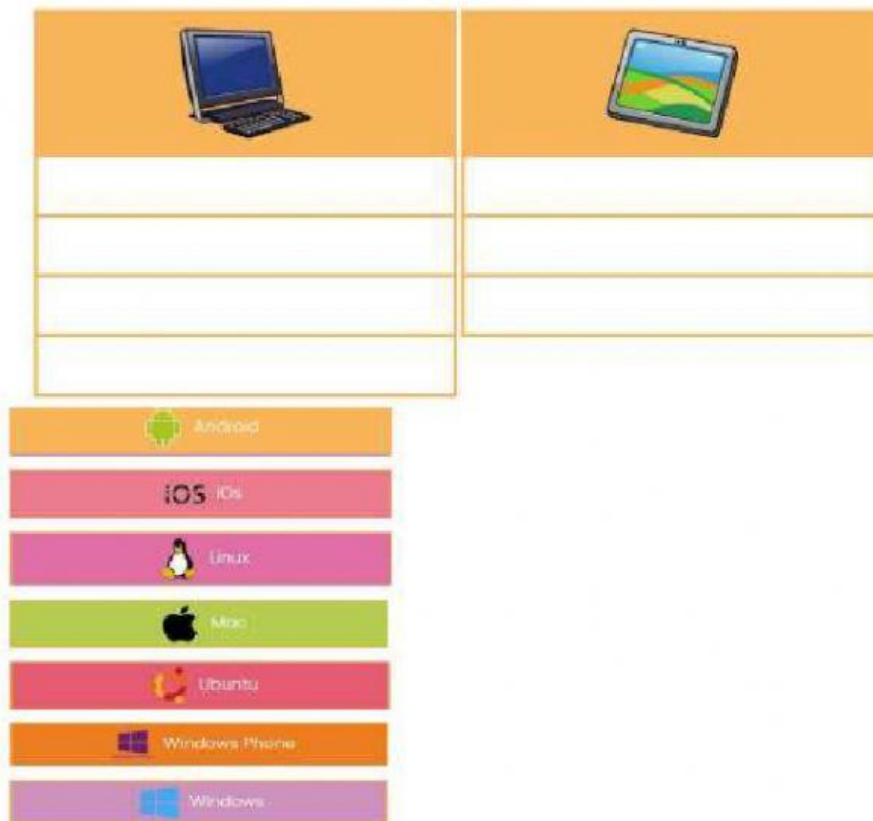 Android
iOS iOs
Linux
Mac
Ubuntu
Windows Phone
Windows